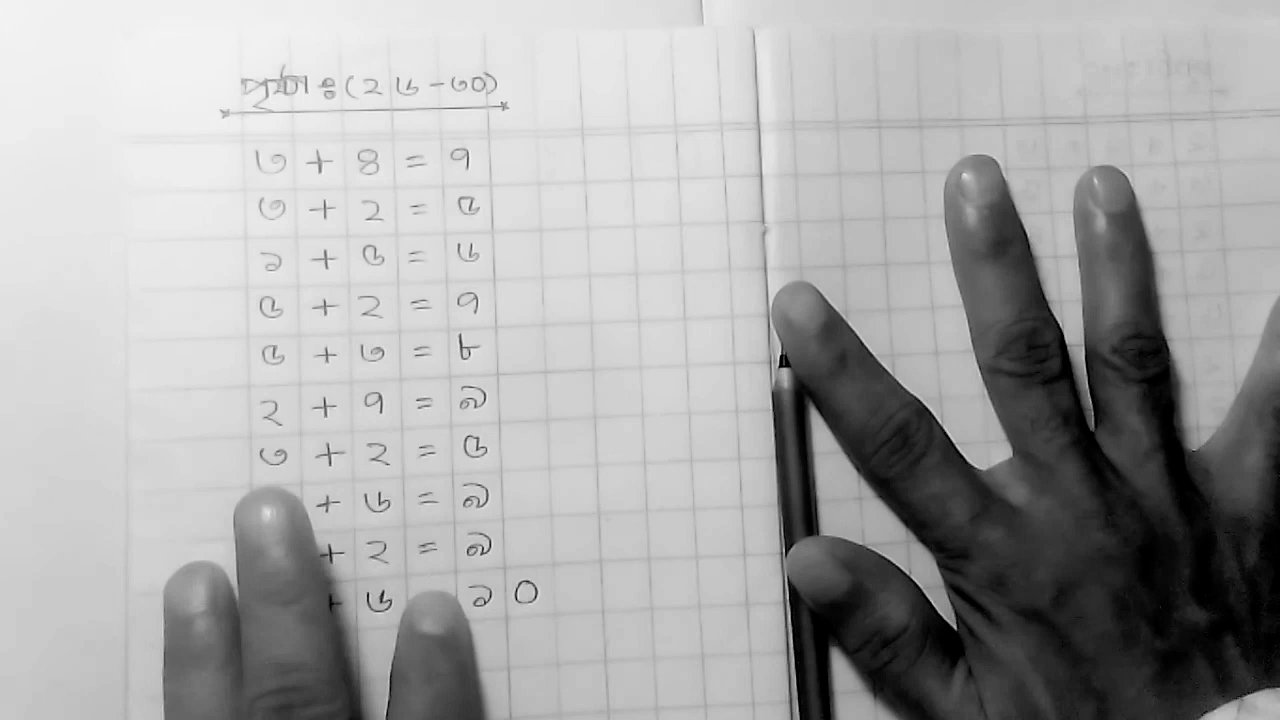 পৃষ্ঠা ঃ (২৬-৩০)
৩ + ৪ = ৭
৩ + ২ = ৫
১ + ৫ = ৬
৫ + ২ = ৭
৫ + ৩ = ৮
২ + ৭ = ৯
৩ + ২ = ৫
+ ৬ = ৯
+ ২ = ৯
+ ৬ ১০